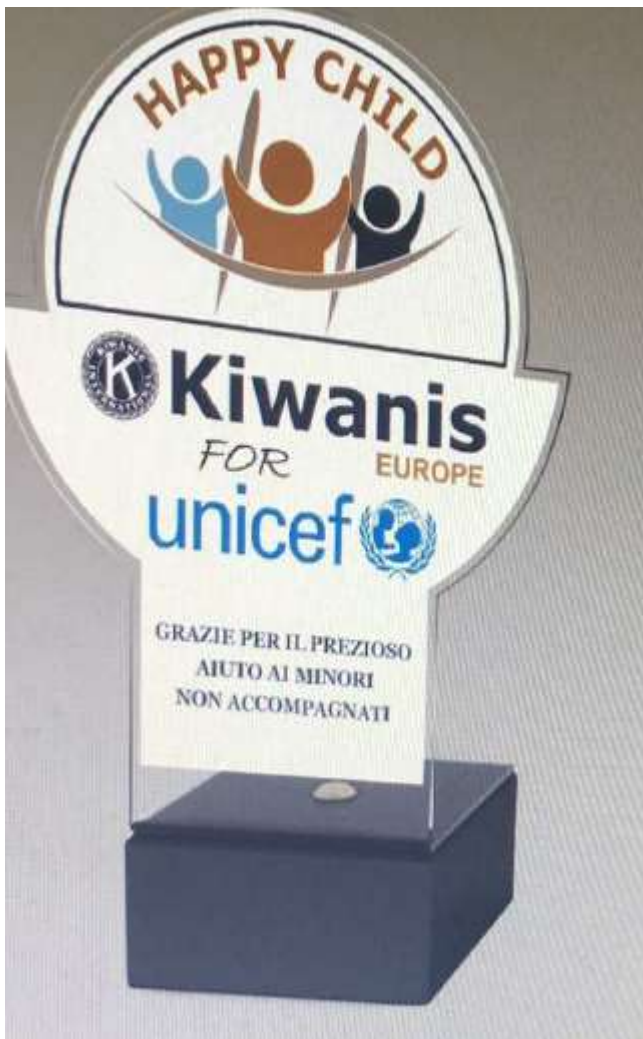 HAPPY CHILD
K
Kiwanis
FOR
EUROPE
unicef
GRAZIE PER IL PREZIOSO
AIUTO AI MINORI
NON ACCOMPAGNATI